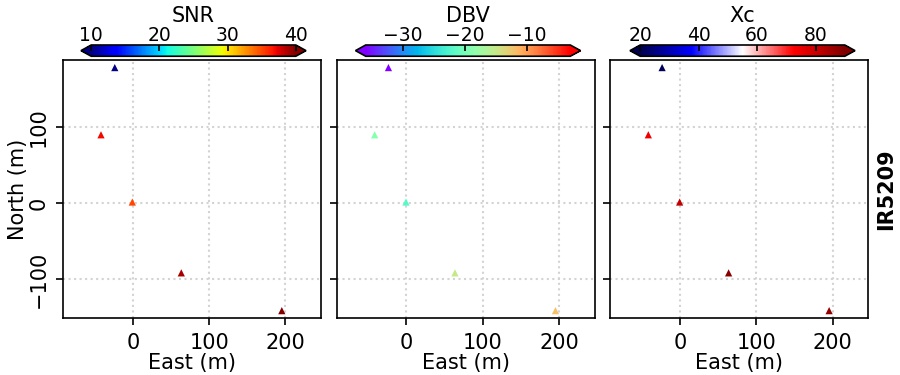 SNR
DBV
Xc
10 20 30 40
−30 −20 −10
20 40 60 80
100
0
−100
North (m)
0 100 200
0 100 200
0 100 200
East (m)
East (m)
East (m)
IR5209